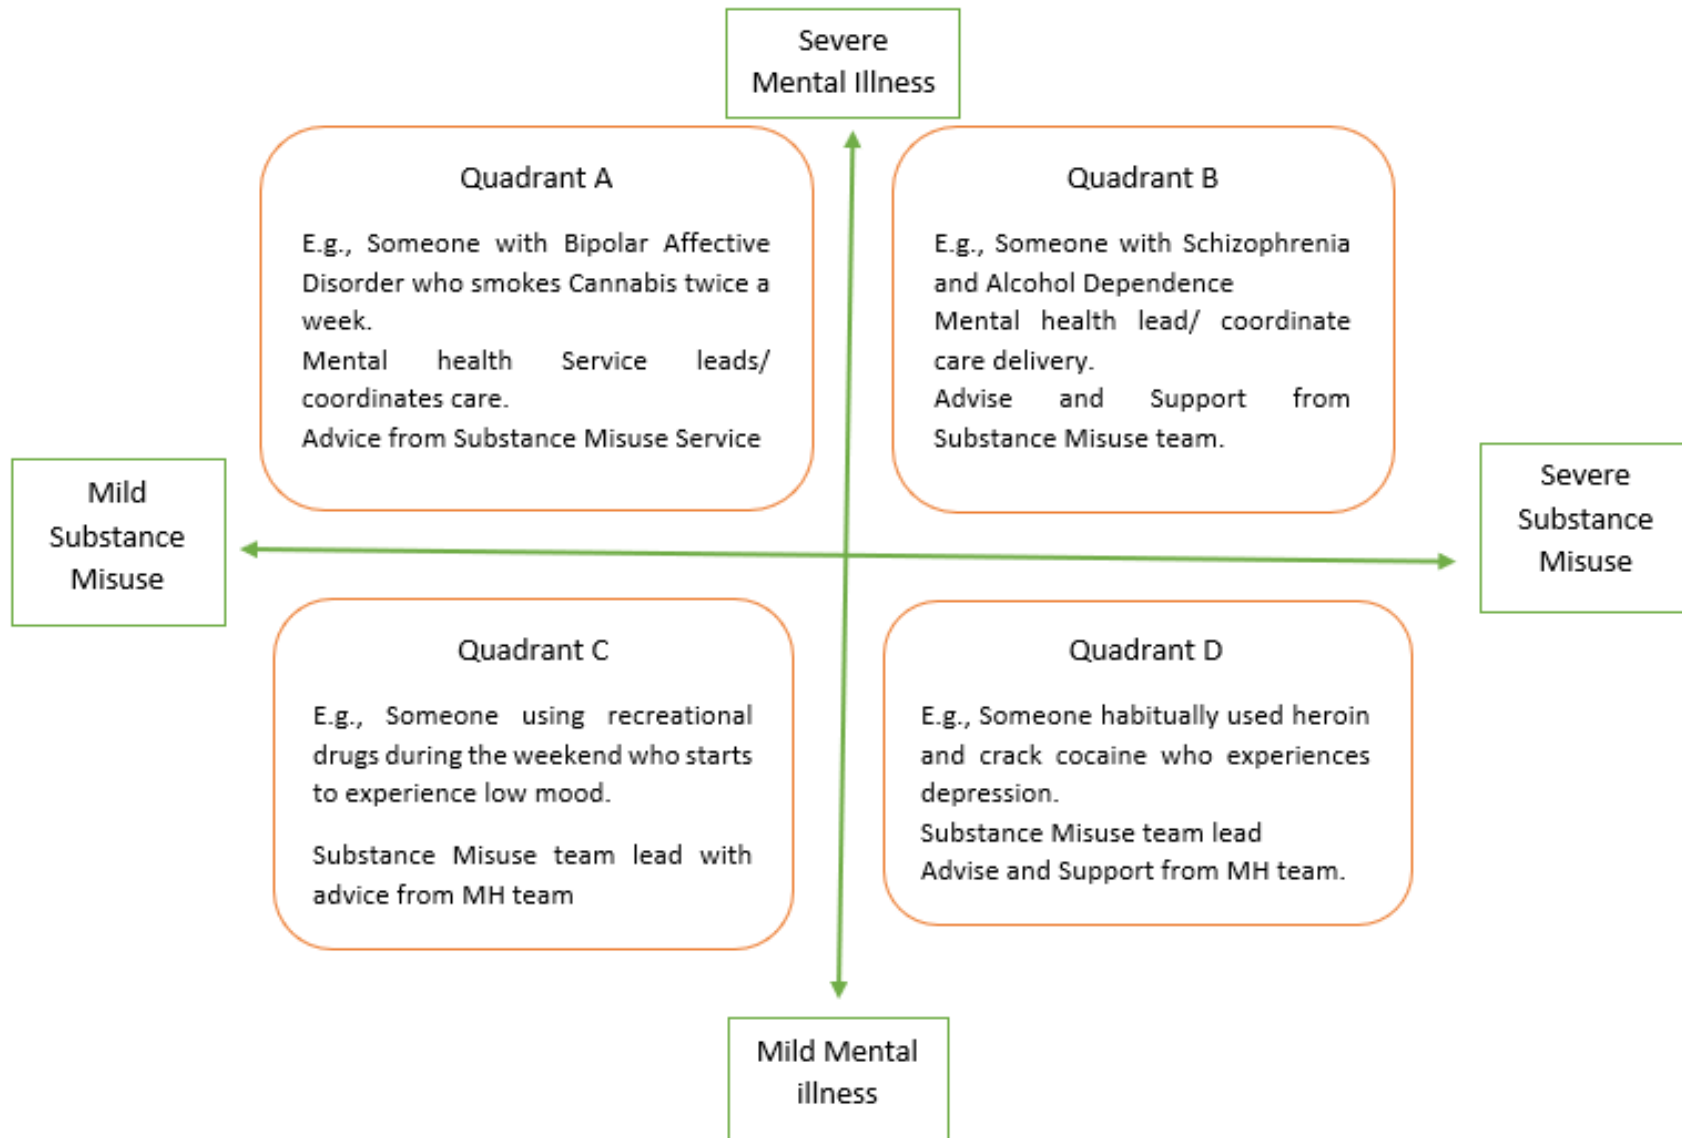 Severe
Mental Illness
Quadrant A
E.g., Someone with Bipolar Affective
Disorder who smokes Cannabis twice a
week.
Mental health Service leads/
coordinates care.
Advice from Substance Misuse Service
Quadrant B
E.g., Someone with Schizophrenia
and Alcohol Dependence
Mental health lead/ coordinate
care delivery.
Advise and Support from
Substance Misuse team.
Mild
Substance
Misuse
Severe
Substance
Misuse
Quadrant C
E.g., Someone using recreational
drugs during the weekend who starts
to experience low mood.
Substance Misuse team lead with
advice from MH team
Quadrant D
E.g., Someone habitually used heroin
and crack cocaine who experiences
depression.
Substance Misuse team lead
Advise and Support from MH team.
Mild Mental
illness